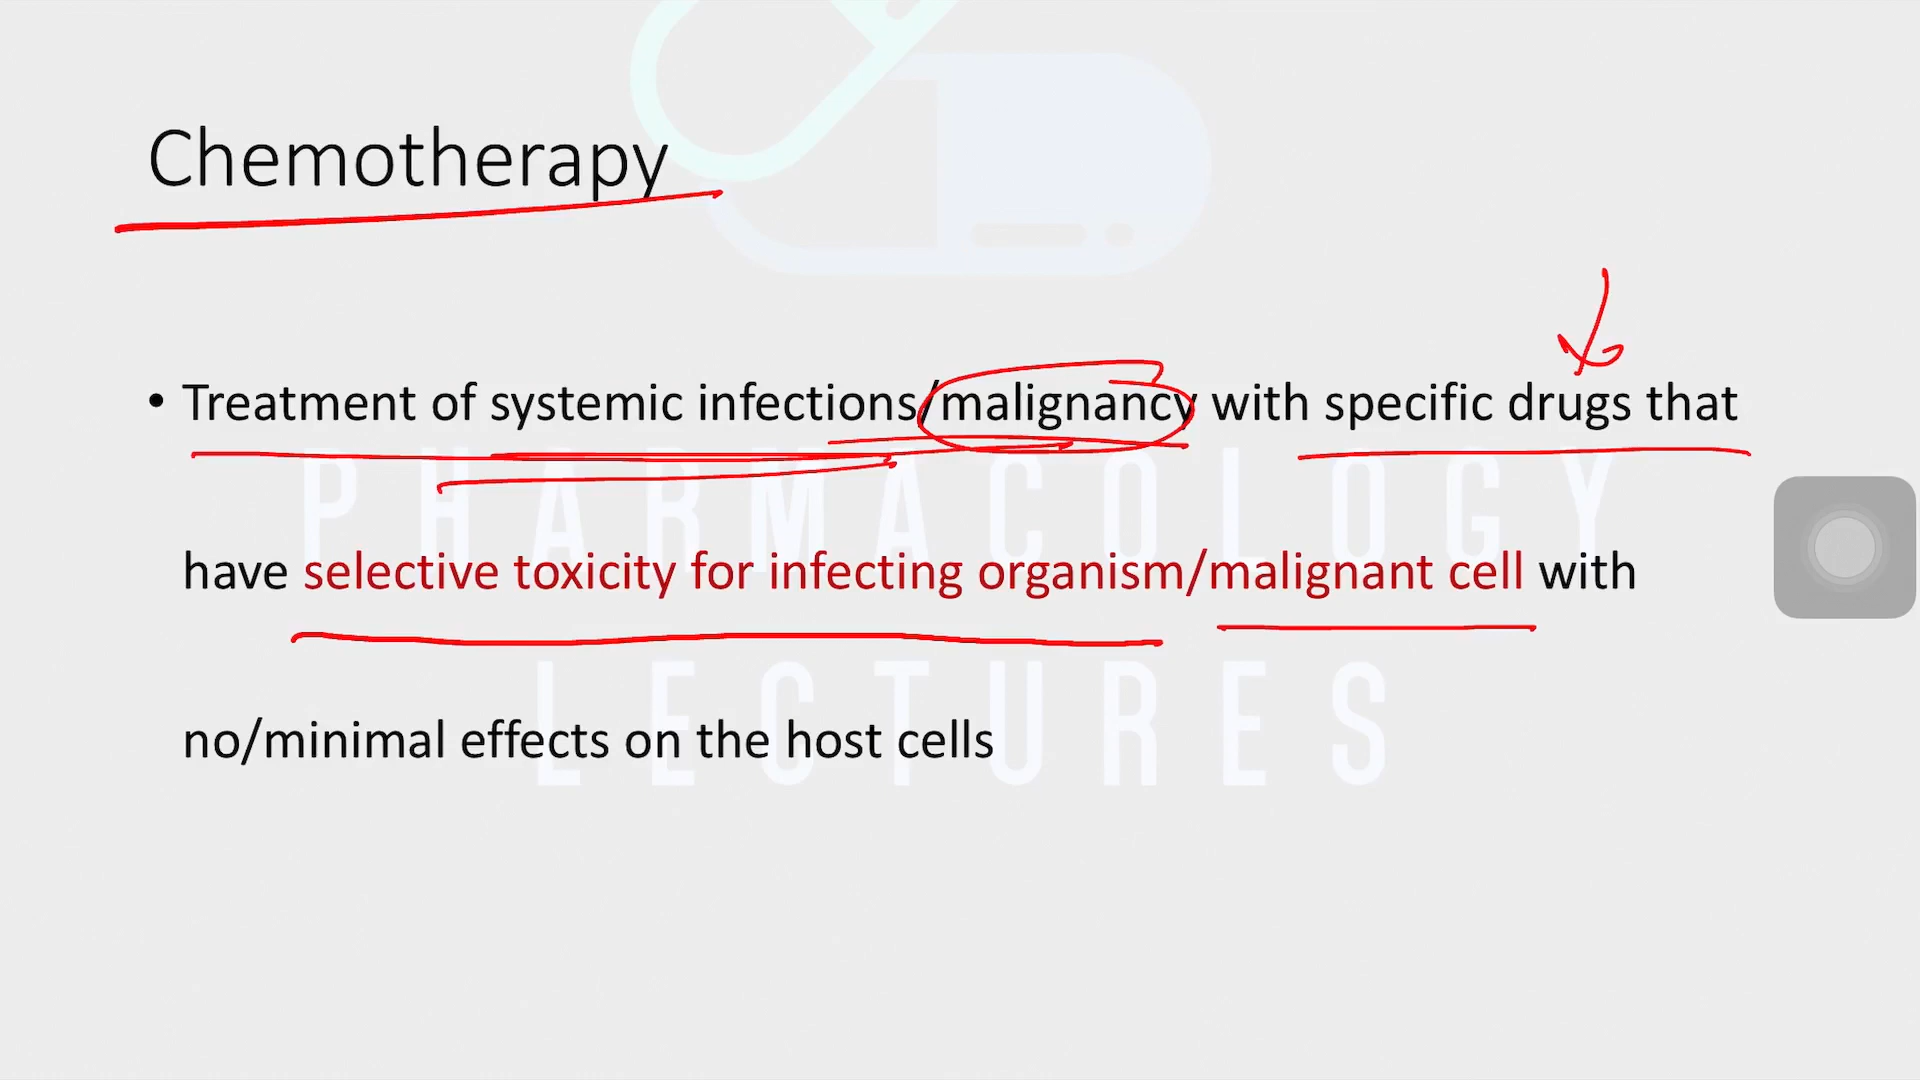 Chemotherapy
• Treatment of systemic infections/malignancy with specific drugs that
have selective toxicity for infecting organism/malignant cell with
no/minimal effects on the host cells
PHARMACOLOGY
LECTURES